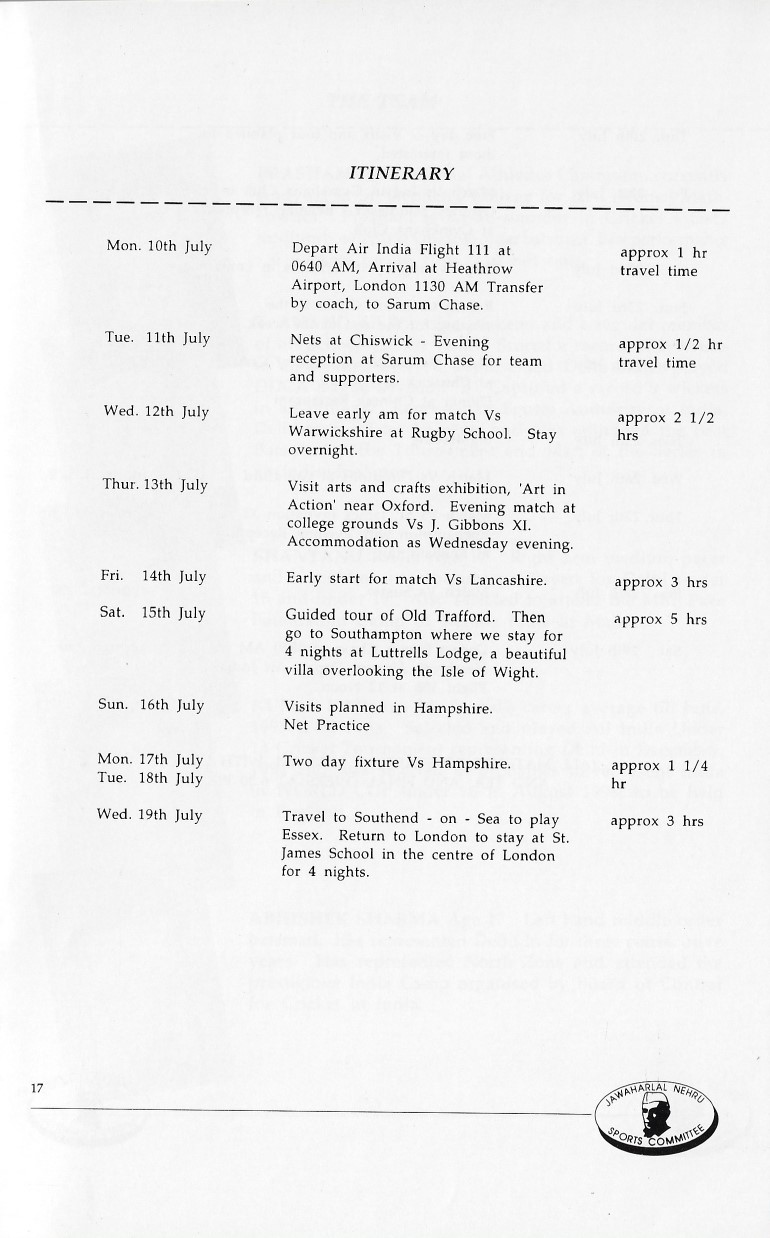 ITINERARY
Mon. 10th July Depart Air India Flight 111 at approx 1 hr
0640 AM, Arrival at Heathrow travel time
Airport, London 1130 AM Transfer
by coach, to Sarum Chase.
Tue. 11th July Nets at Chiswick - Evening approx 1/2 hr
reception at Sarum Chase for team travel time
and supporters.
Wed. 12th July Leave early am for match Vs approx 2 1/2
Warwickshire at Rugby School. Stay hrs
overnight.
Thur. 13th July Visit arts and crafts exhibition, 'Art in
Action' near Oxford. Evening match at
college grounds Vs J. Gibbons XI.
Accommodation as Wednesday evening.
Fri. 14th July Early start for match Vs Lancashire. approx 3 hrs
Sat. 15th July Guided tour of Old Trafford. Then approx 5 hrs
go to Southampton where we stay for
4 nights at Luttrells Lodge, a beautiful
villa overlooking the Isle of Wight.
Sun. 16th July Visits planned in Hampshire.
Net Practice
Mon. 17th July Two day fixture Vs Hampshire. approx 1 1/4
Tue. 18th July hr
Wed. 19th July Travel to Southend - on - Sea to play approx 3 hrs
Essex. Return to London to stay at St.
James School in the centre of London
for 4 nights.
17
JAWAHARLAL NEHRU
SPORTS COMMITTEE